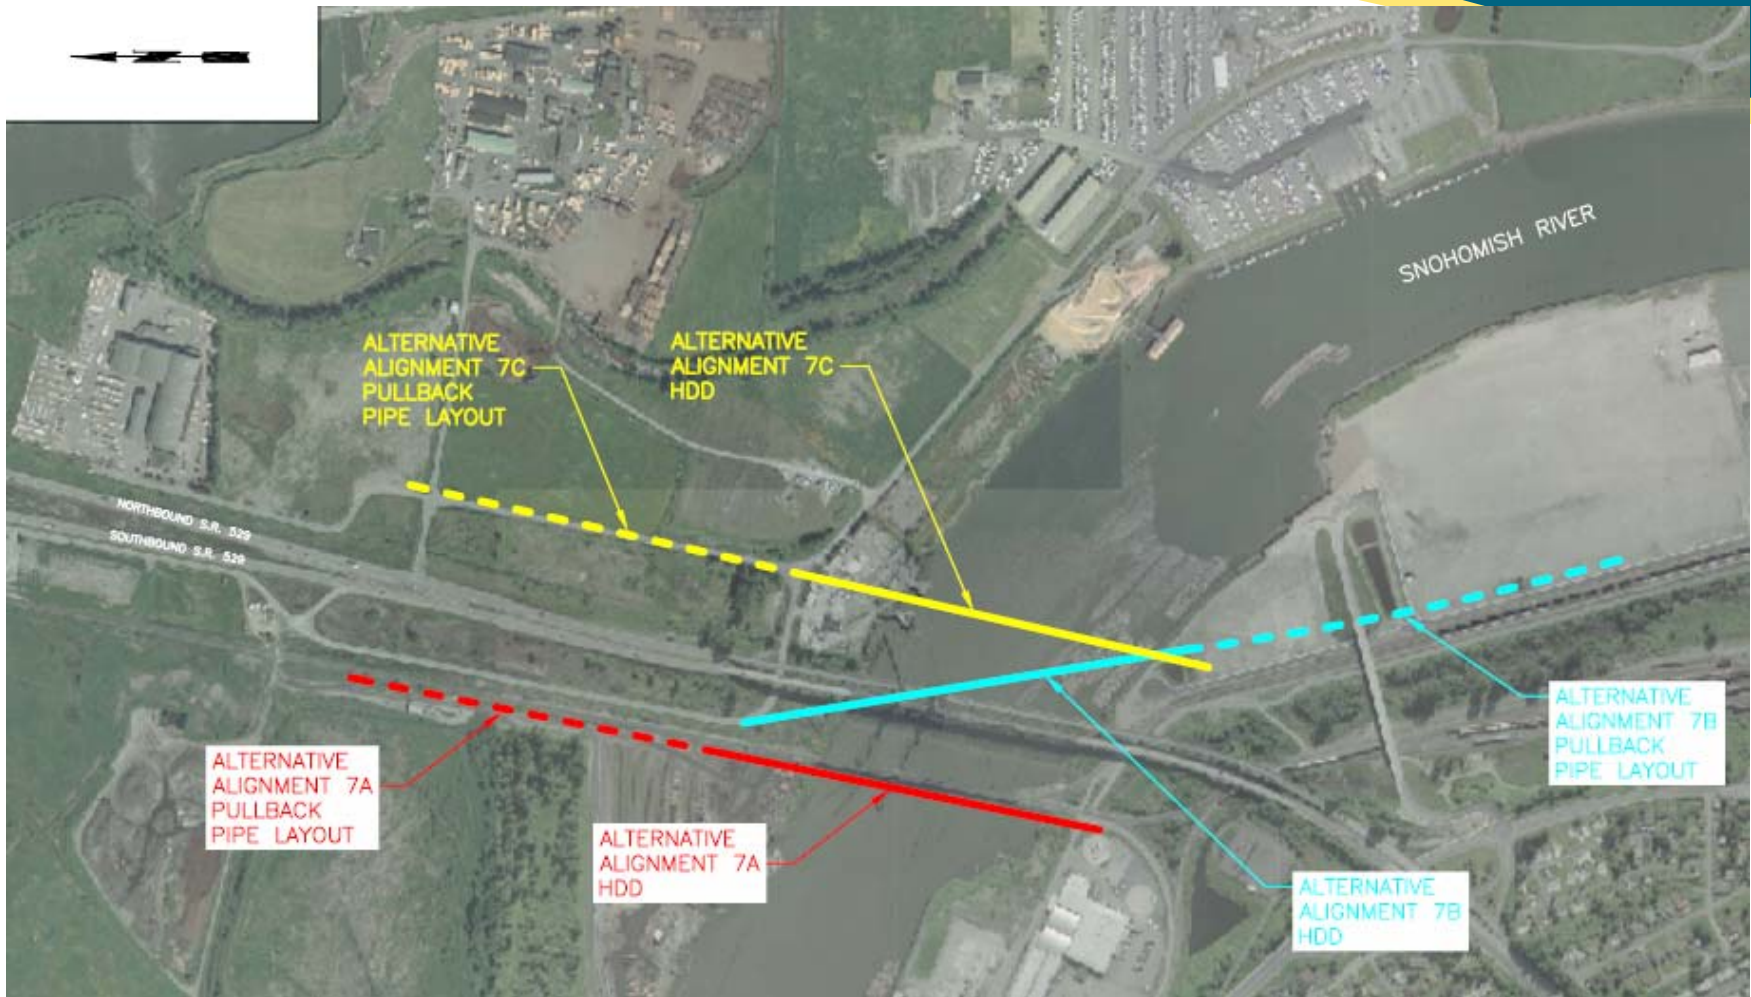 N
SNOHOMISH RIVER
ALTERNATIVE
ALIGNMENT 7C
PULLBACK
PIPE LAYOUT
ALTERNATIVE
ALIGNMENT 7C
HDD
NORTHBOUND S.R. 529
SOUTHBOUND S.R. 529
ALTERNATIVE
ALIGNMENT 7A
PULLBACK
PIPE LAYOUT
ALTERNATIVE
ALIGNMENT 7A
HDD
ALTERNATIVE
ALIGNMENT 7B
PULLBACK
PIPE LAYOUT
ALTERNATIVE
ALIGNMENT 7B
HDD